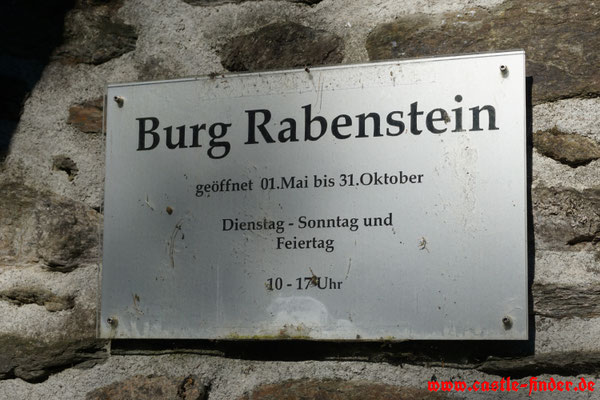 Burg Rabenstein
geöffnet 01.Mai bis 31.Oktober
Dienstag - Sonntag und
Feiertag
10 - 17 Uhr
www.castle-finder.de